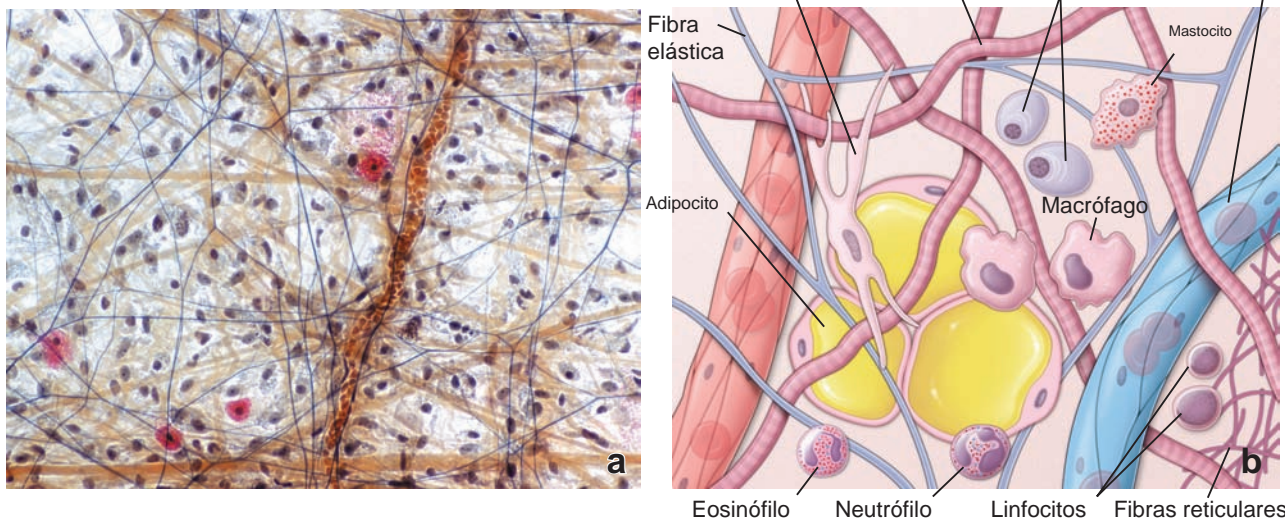 Fibra
elástica
Mastocito
Adipocito
Macrófago
a
b
Eosinófilo
Neutrófilo
Linfocitos
Fibras reticulares